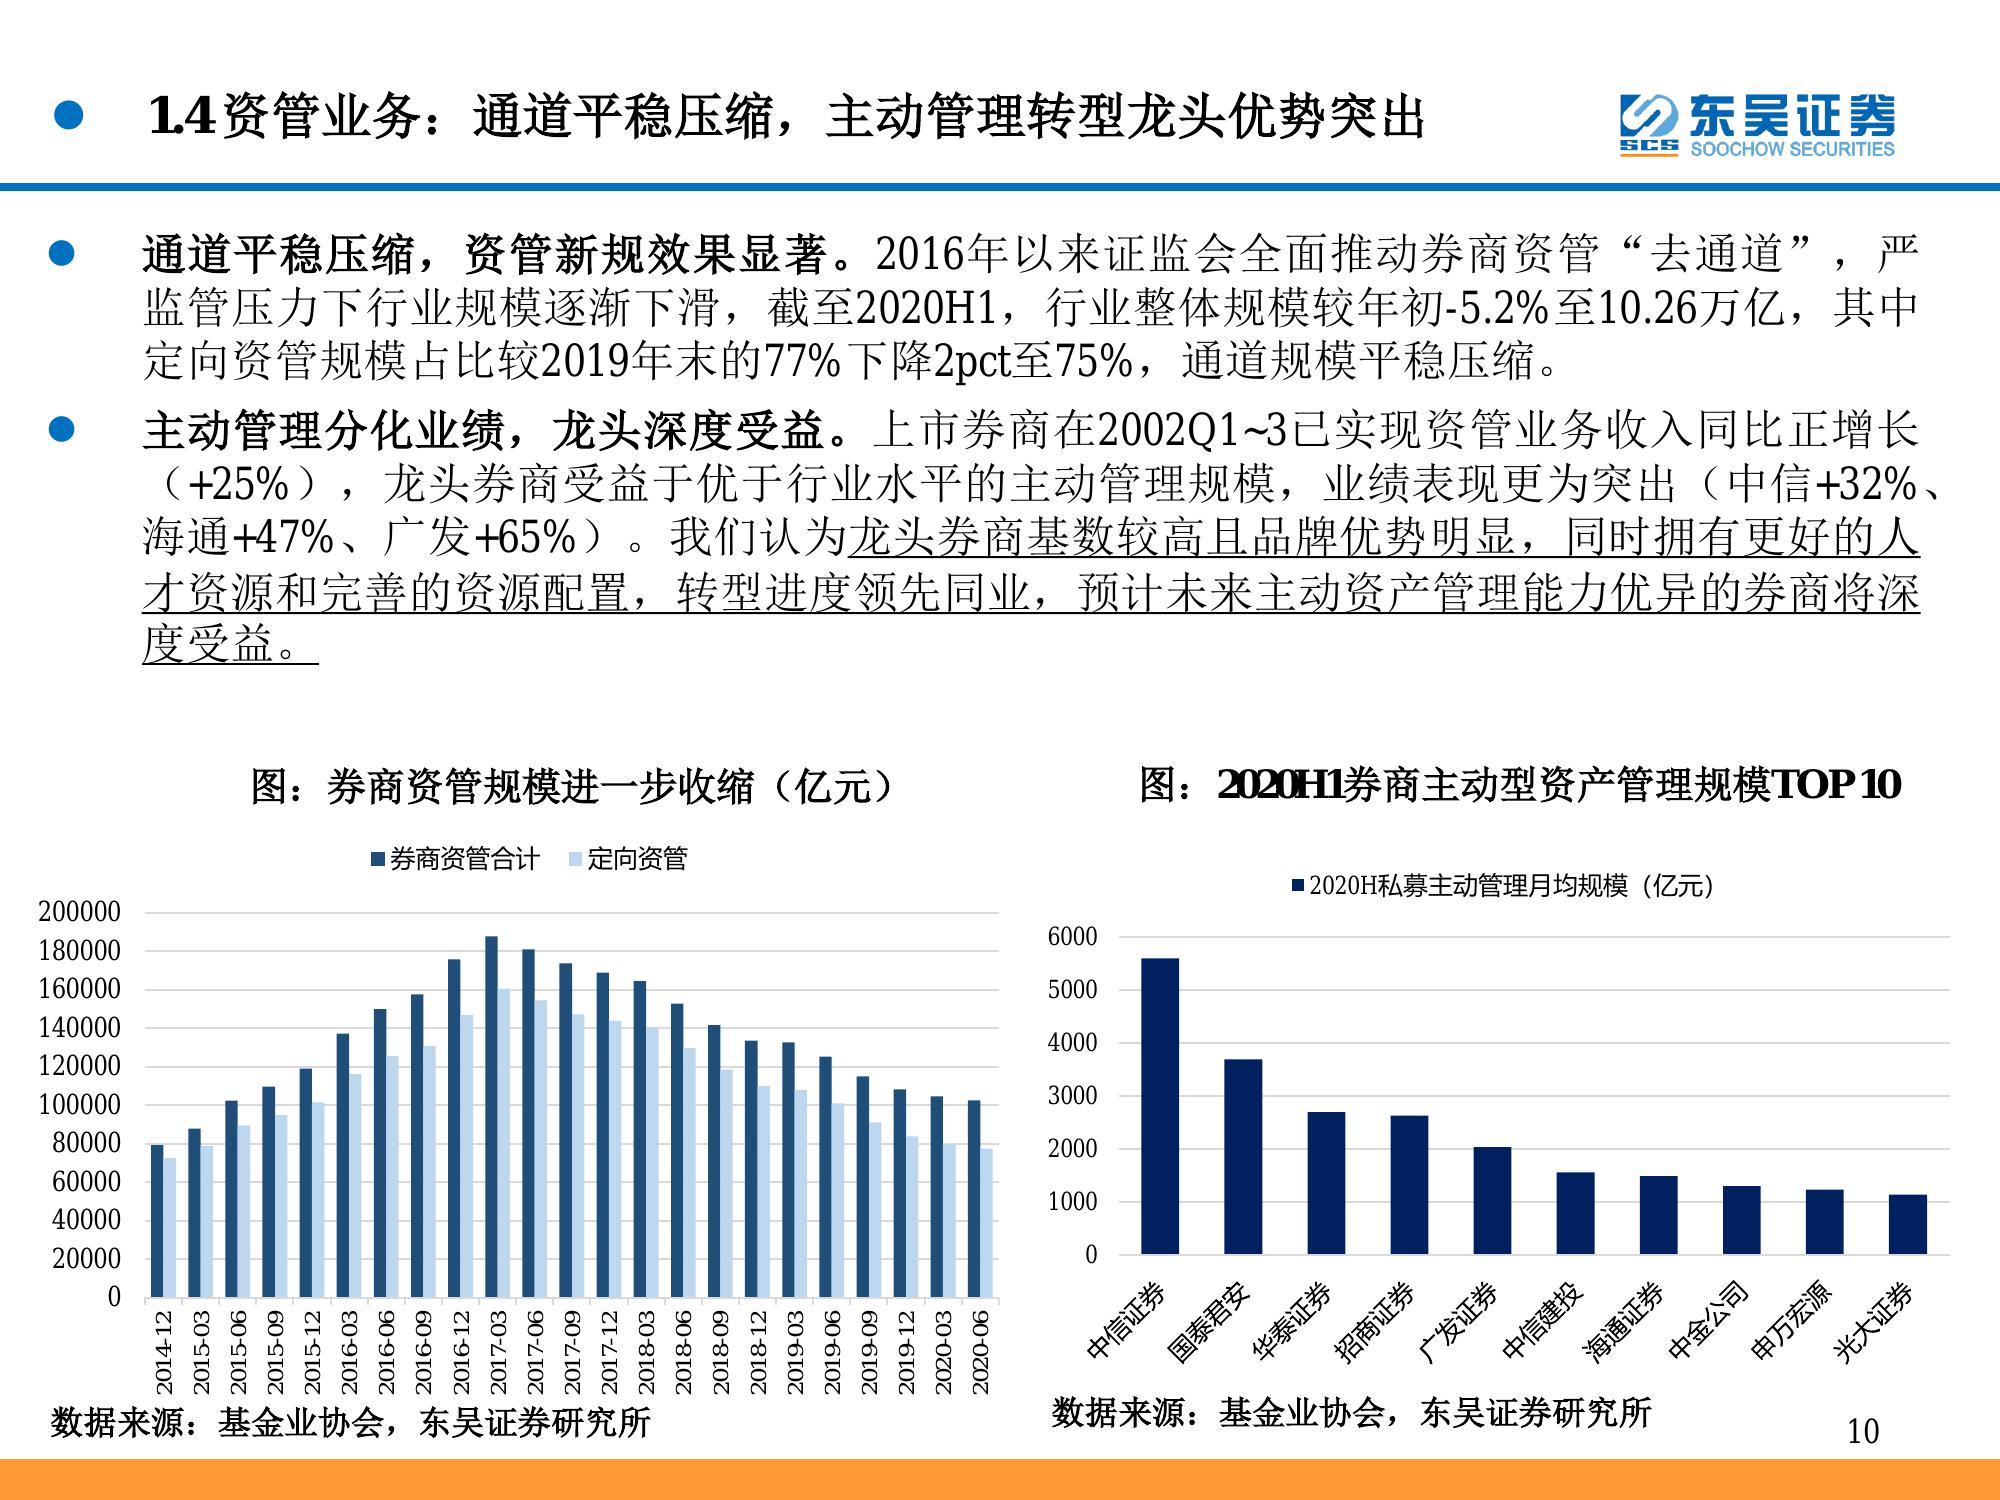 1.4资管业务：通道平稳压缩，主动管理转型龙头优势突出
东吴证券
SCS
SOOCHOW SECURITIES
通道平稳压缩，资管新规效果显著。2016年以来证监会全面推动券商资管“去通道”，严
监管压力下行业规模逐渐下滑，截至2020H1，行业整体规模较年初-5.2%至10.26万亿，其中
定向资管规模占比较2019年末的77%下降2pct至75%，通道规模平稳压缩。
主动管理分化业绩，龙头深度受益。上市券商在2002Q1~3已实现资管业务收入同比正增长
（+25%），龙头券商受益于优于行业水平的主动管理规模，业绩表现更为突出（中信+32%、
海通+47%、广发+65%）。我们认为龙头券商基数较高且品牌优势明显，同时拥有更好的人
才资源和完善的资源配置，转型进度领先同业，预计未来主动资产管理能力优异的券商将深
度受益。
图：券商资管规模进一步收缩（亿元）
券商资管合计 定向资管
200000
180000
160000
140000
120000
100000
80000
60000
40000
20000
0
2014-12
2015-03
2015-06
2015-09
2015-12
2016-03
2016-06
2016-09
2016-12
2017-03
2017-06
2017-09
2017-12
2018-03
2018-06
2018-09
2018-12
2019-03
2019-06
2019-09
2019-12
2020-03
2020-06
数据来源：基金业协会，东吴证券研究所
图：2020H1券商主动型资产管理规模TOP 10
2020H私募主动管理月均规模（亿元）
6000
5000
4000
3000
2000
1000
0
中信证券
国泰君安
华泰证券
招商证券
广发证券
中信建投
海通证券
中金公司
申万宏源
光大证券
数据来源：基金业协会，东吴证券研究所
10